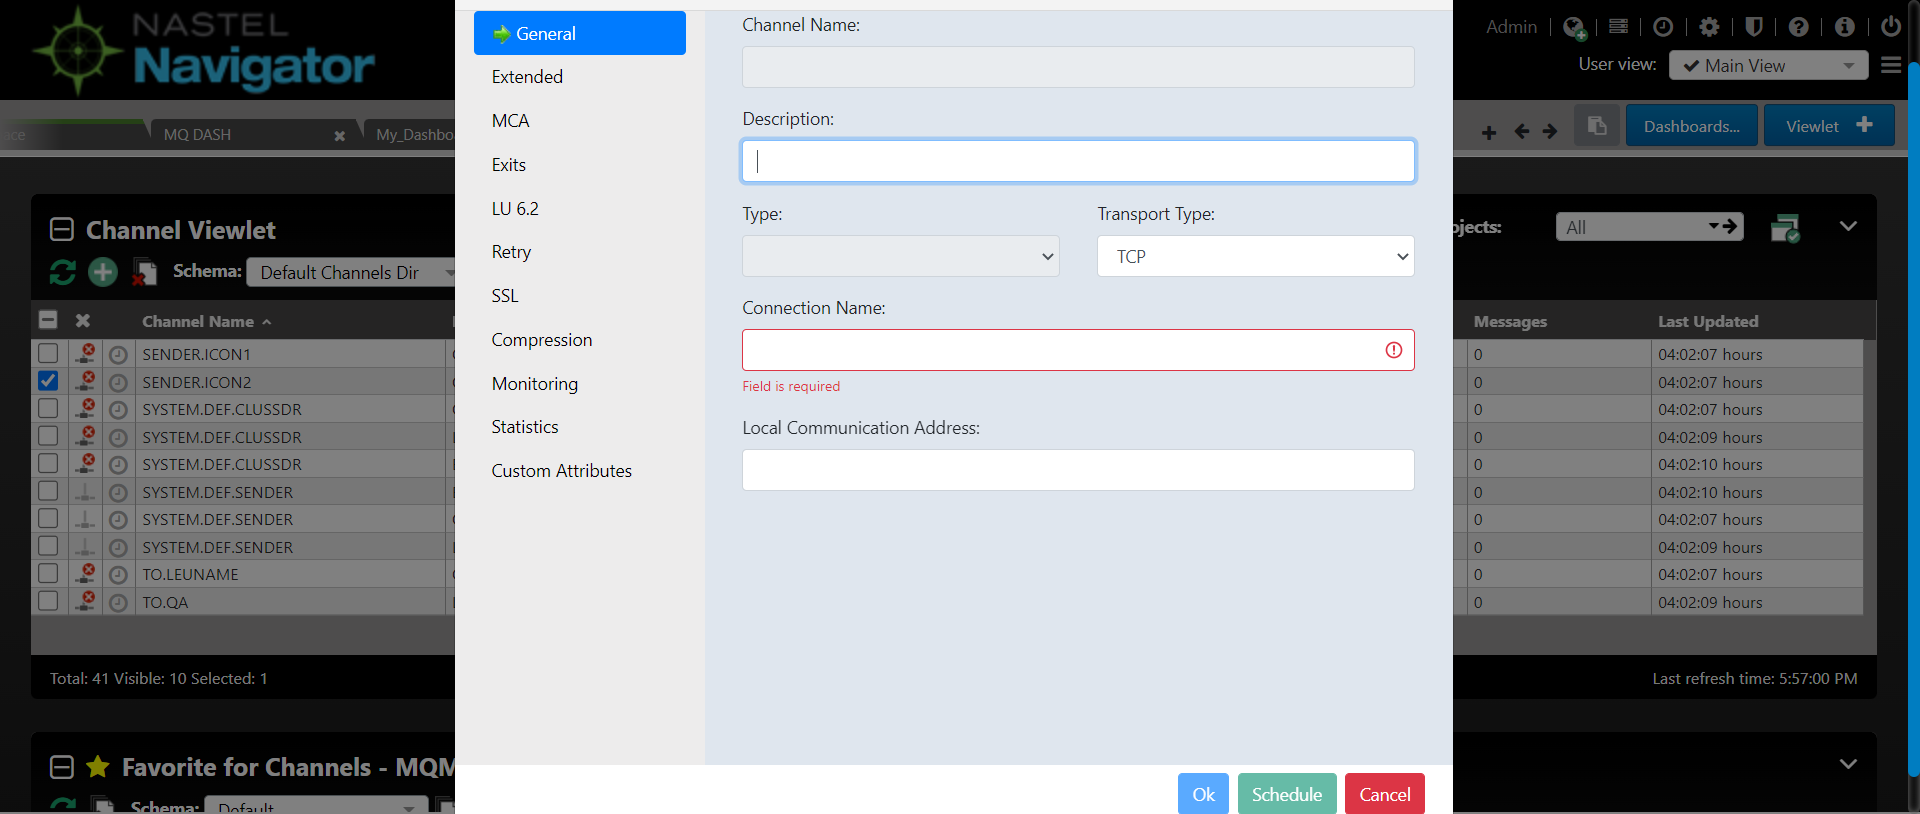 NASTEL
Navigator
Admin
User view:
Main View
ace
MQ DASH
My_Dashbo
Dashboards...
Viewlet
General
Extended
MCA
Exits
LU 6.2
Retry
SSL
Compression
Monitoring
Statistics
Custom Attributes
Channel Name:
Description:
Type:
Transport Type:
TCP
Connection Name:
Field is required
Local Communication Address:
Ok
Schedule
Cancel
Channel Viewlet
Schema:
Default Channels Dir
ojects:
All
Channel Name
Messages
Last Updated
SENDER.ICON1
0
04:02:07 hours
SENDER.ICON2
0
04:02:07 hours
SYSTEM.DEF.CLUSSDR
0
04:02:07 hours
SYSTEM.DEF.CLUSSDR
0
04:02:09 hours
SYSTEM.DEF.CLUSSDR
0
04:02:10 hours
SYSTEM.DEF.SENDER
0
04:02:10 hours
SYSTEM.DEF.SENDER
0
04:02:07 hours
SYSTEM.DEF.SENDER
0
04:02:09 hours
TO.LEUNAME
0
04:02:07 hours
TO.QA
0
04:02:09 hours
Total: 41 Visible: 10 Selected: 1
Last refresh time: 5:57:00 PM
Favorite for Channels - MQM
Schema:
Default